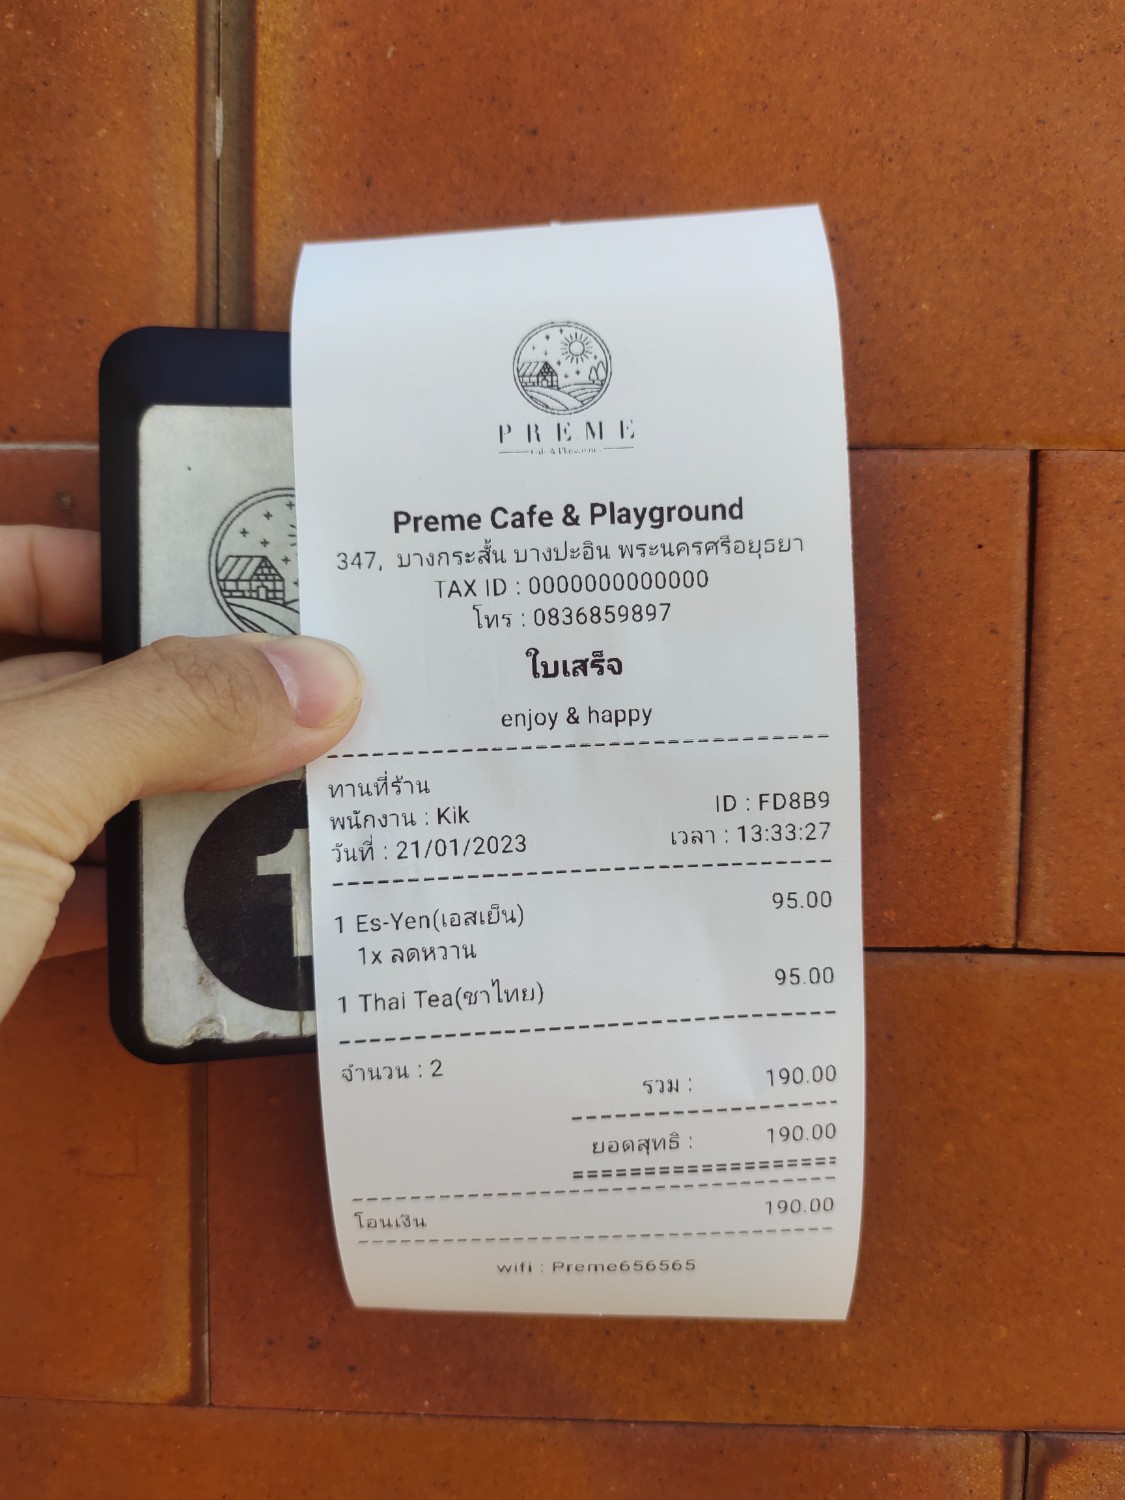 PREME
Cafe & Playground
Preme Cafe & Playground
347, บางกระสั้น บางปะอิน พระนครศรีอยุธยา
TAX ID : 0000000000000
โทร : 0836859897
ใบเสร็จ
enjoy & happy
ทานที่ร้าน
พนักงาน : Kik ID : FD8B9
วันที่ : 21/01/2023 เวลา : 13:33:27
1 Es-Yen(เอสเย็น) 95.00
1x ลดหวาน
1 Thai Tea(ชาไทย) 95.00
จำนวน : 2
รวม : 190.00
ยอดสุทธิ : 190.00
โอนเงิน 190.00
wifi : Preme656565
1